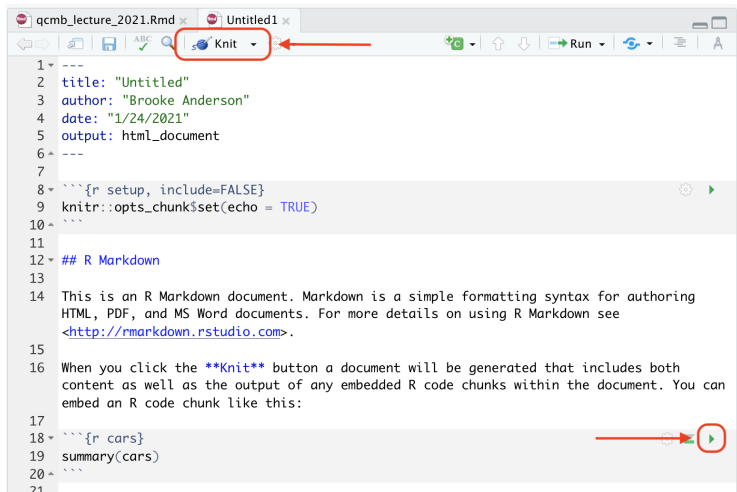 qcmb_lecture_2021.Rmd Untitled1
ABC Knit Run
1 ---
2 title: "Untitled"
3 author: "Brooke Anderson"
4 date: "1/24/2021"
5 output: html_document
6 ---
7
8 ```{r setup, include=FALSE}
9 knitr::opts_chunk$set(echo = TRUE)
10 ```
11
12 ## R Markdown
13
14 This is an R Markdown document. Markdown is a simple formatting syntax for authoring
HTML, PDF, and MS Word documents. For more details on using R Markdown see
<http://rmarkdown.rstudio.com>.
15
16 When you click the **Knit** button a document will be generated that includes both
content as well as the output of any embedded R code chunks within the document. You can
embed an R code chunk like this:
17
18 ```{r cars}
19 summary(cars)
20 ```
21